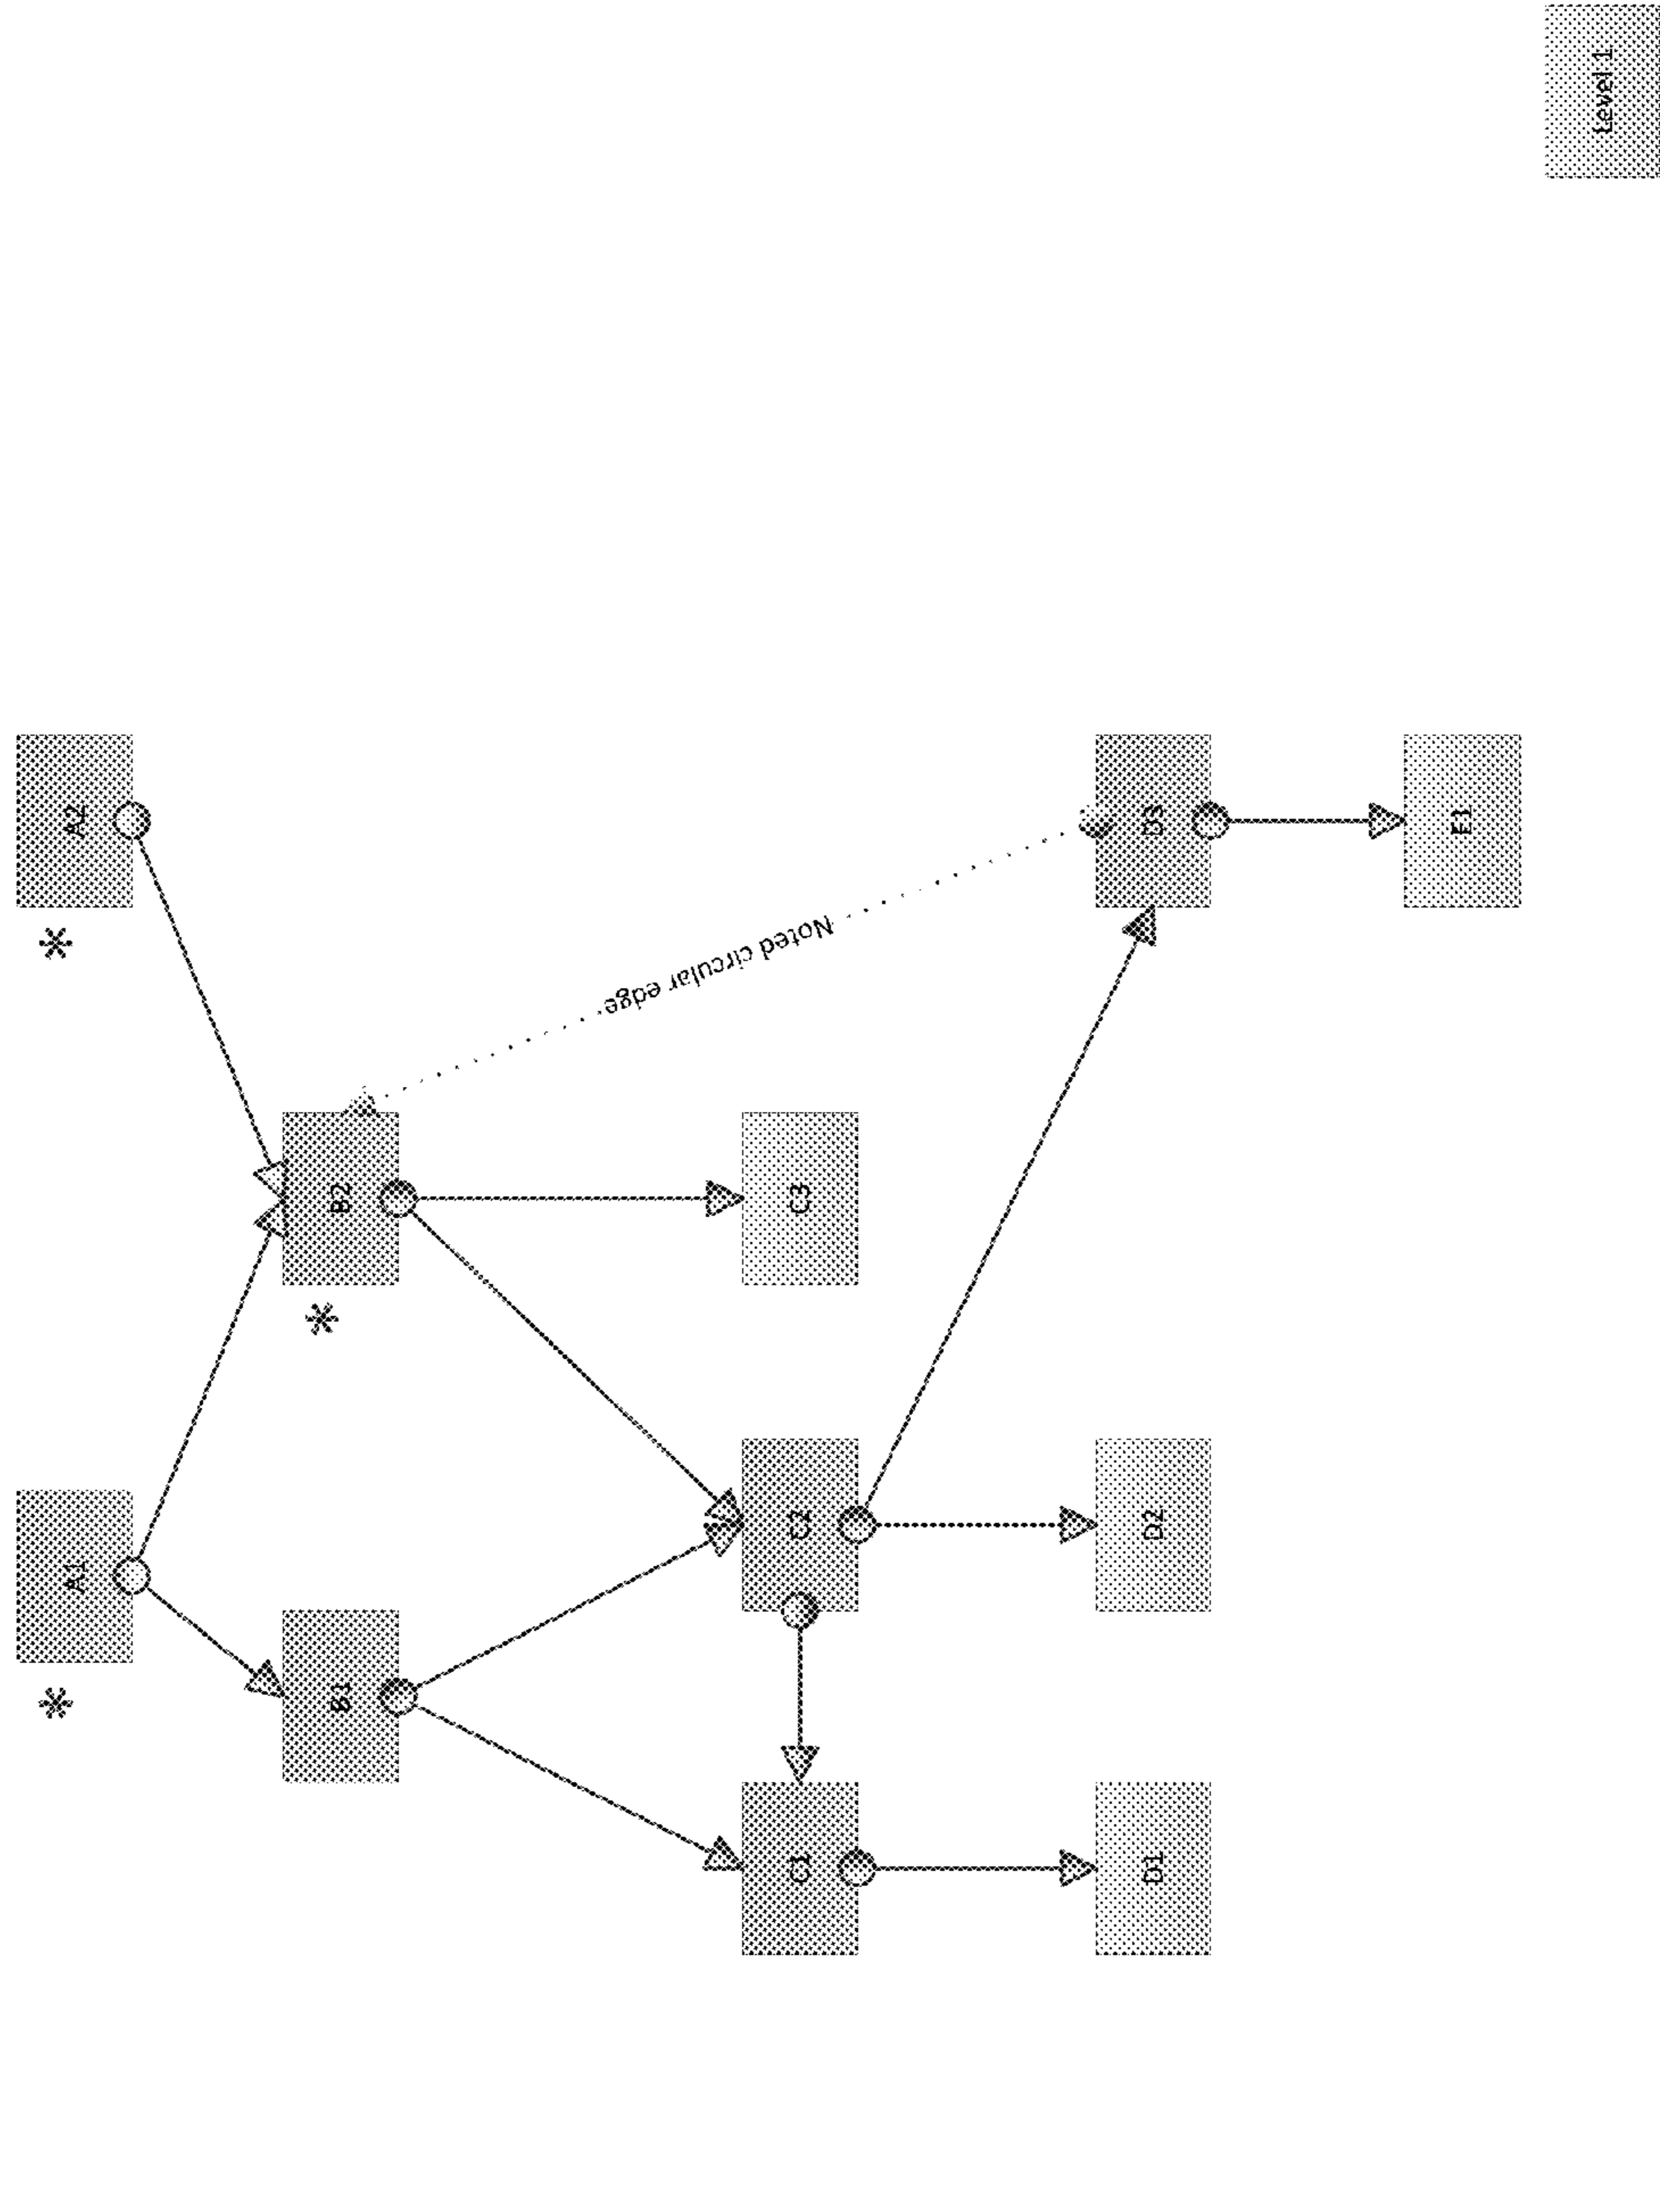 A1
A2
*
*
B1
B2
*
Noted circular edge
C1
C2
C3
D1
D2
D3
E1
Level 1